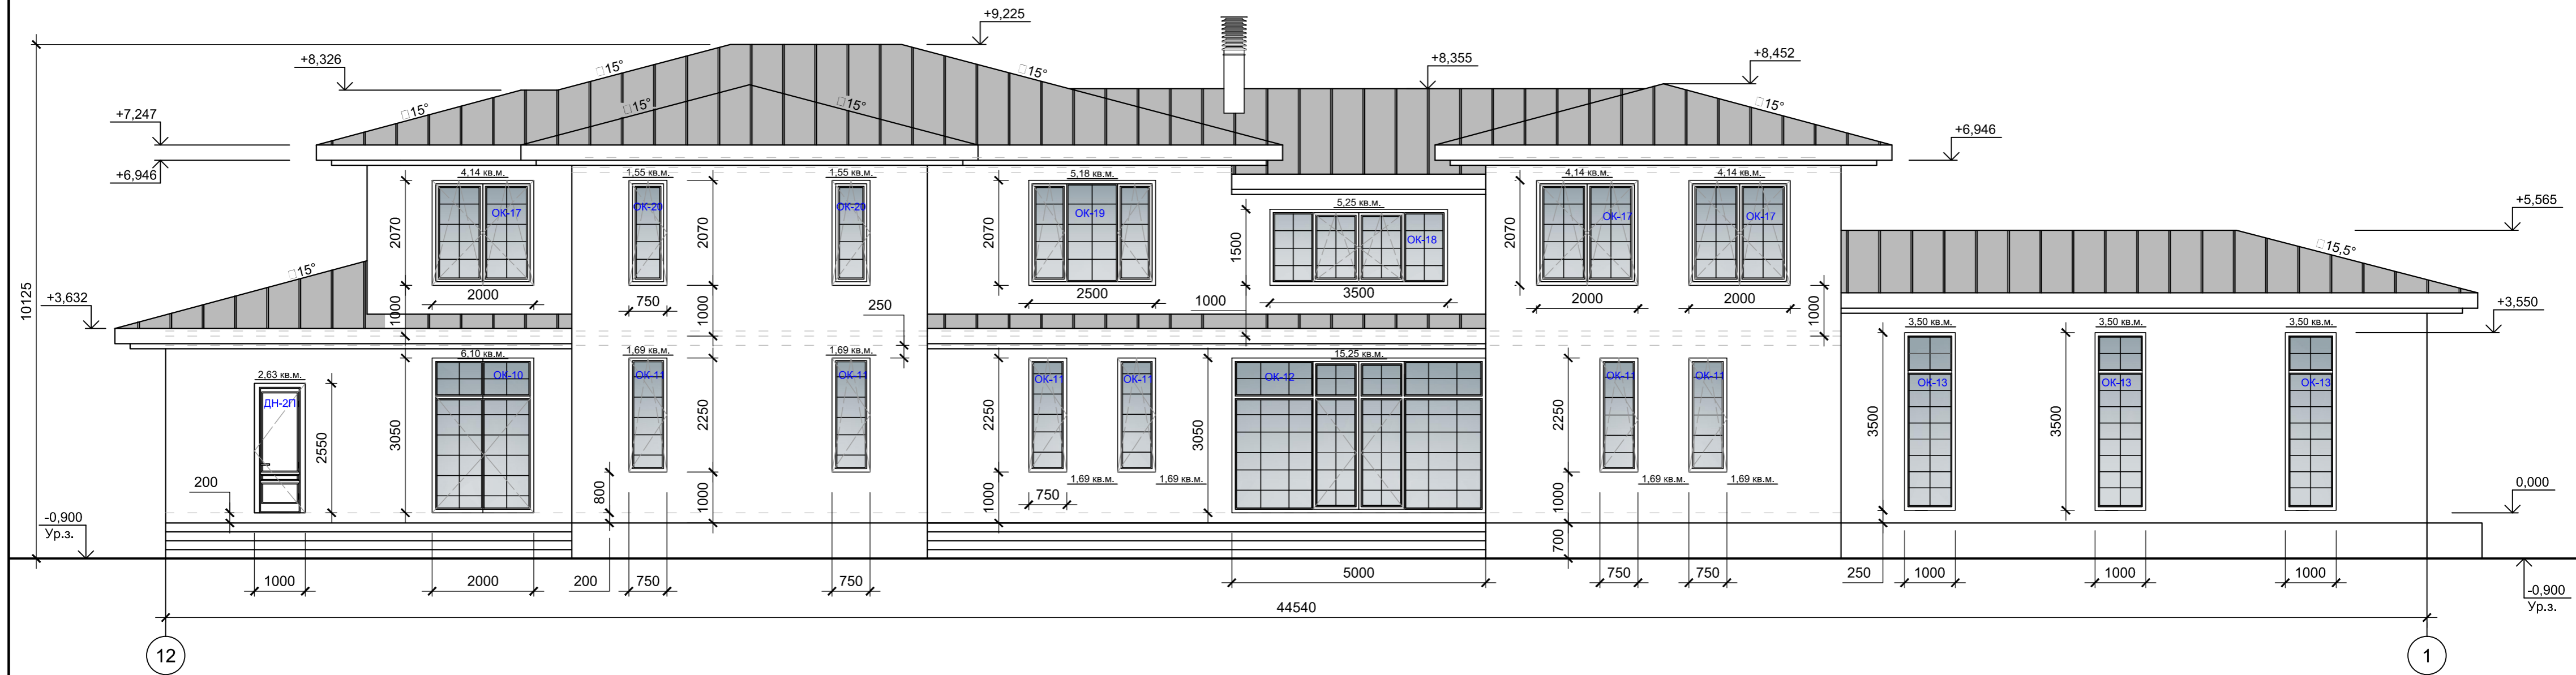 +9,225
+8,326
□15°
□15°
+8,355
+8,452
□15°
□15°
□15°
□15°
+7,247
+6,946
+6,946
10125
4,14 кв.м.
1,55 кв.м.
1,55 кв.м.
5,18 кв.м.
5,25 кв.м.
4,14 кв.м.
4,14 кв.м.
ОК-17
ОК-20
ОК-20
ОК-19
ОК-18
ОК-17
ОК-17
2070
2070
2070
1500
2070
+5,565
□15,5°
□15°
2000
750
2500
1000
3500
2000
2000
+3,632
1000
1000
250
1000
+3,550
6,10 кв.м.
1,69 кв.м.
1,69 кв.м.
15,25 кв.м.
3,50 кв.м.
3,50 кв.м.
3,50 кв.м.
2,63 кв.м.
ДН-2П
ОК-10
ОК-11
ОК-11
ОК-11
ОК-11
ОК-12
ОК-11
ОК-11
ОК-13
ОК-13
ОК-13
2550
3050
2250
2250
3050
2250
3500
3500
1,69 кв.м.
1,69 кв.м.
1,69 кв.м.
1,69 кв.м.
200
800
1000
1000
750
1000
0,000
-0,900
Ур.з.
700
1000
2000
200
750
750
5000
750
750
250
1000
1000
1000
-0,900
Ур.з.
44540
12
1